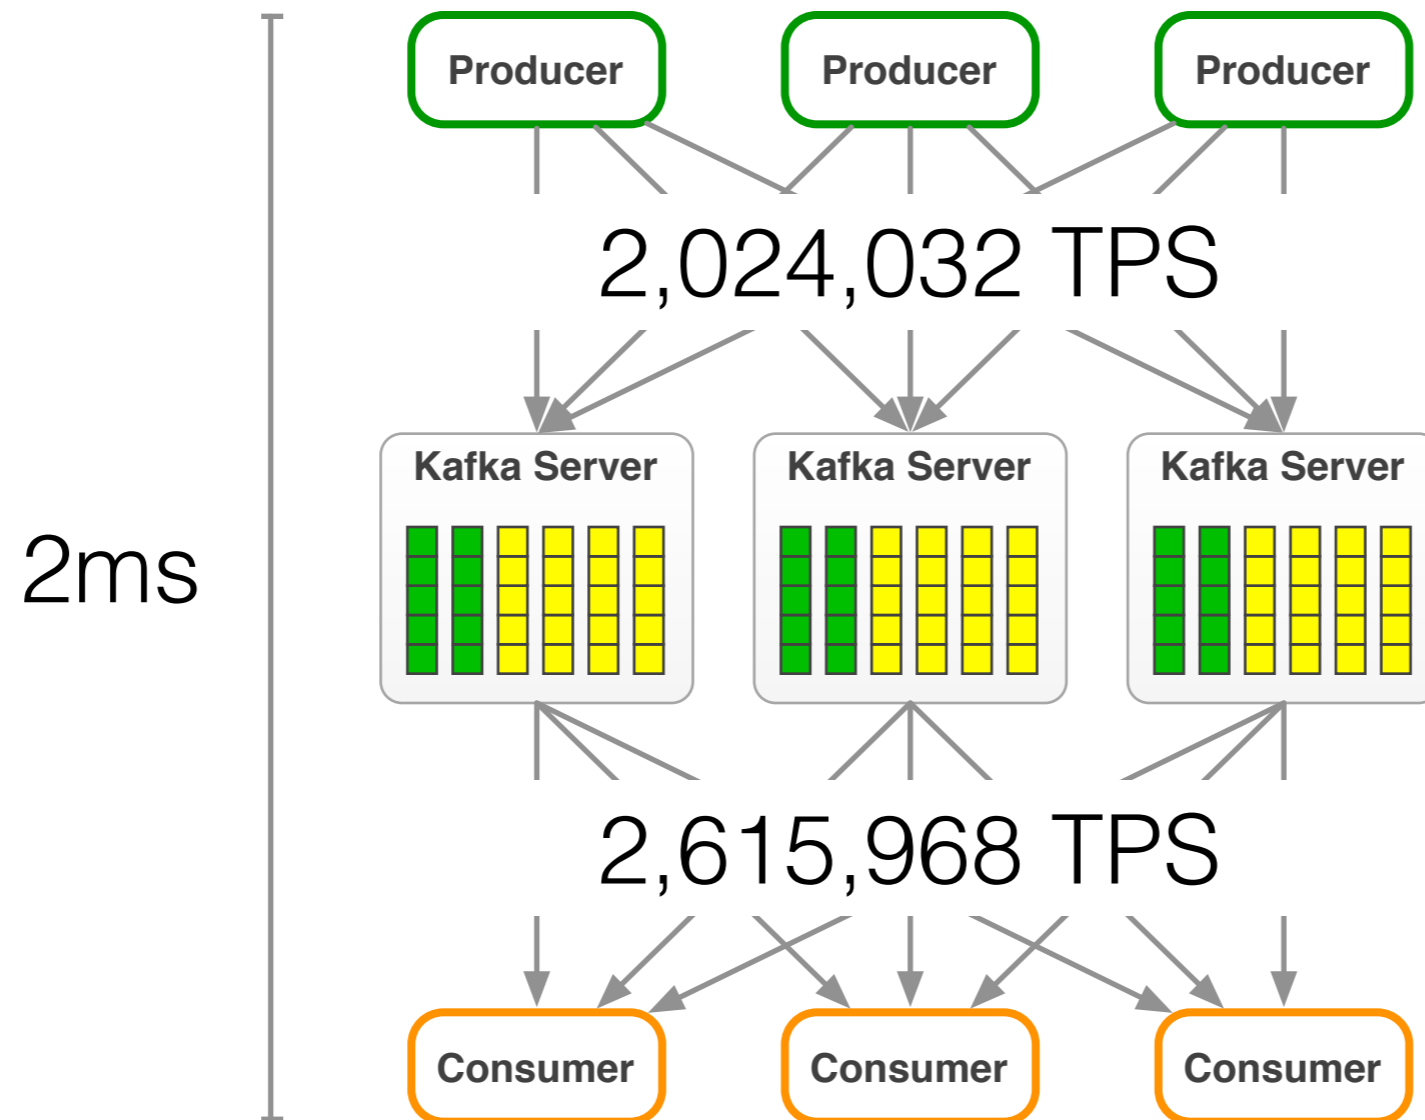 Producer
Producer
Producer
2,024,032 TPS
Kafka Server
Kafka Server
Kafka Server
2ms
2,615,968 TPS
Consumer
Consumer
Consumer